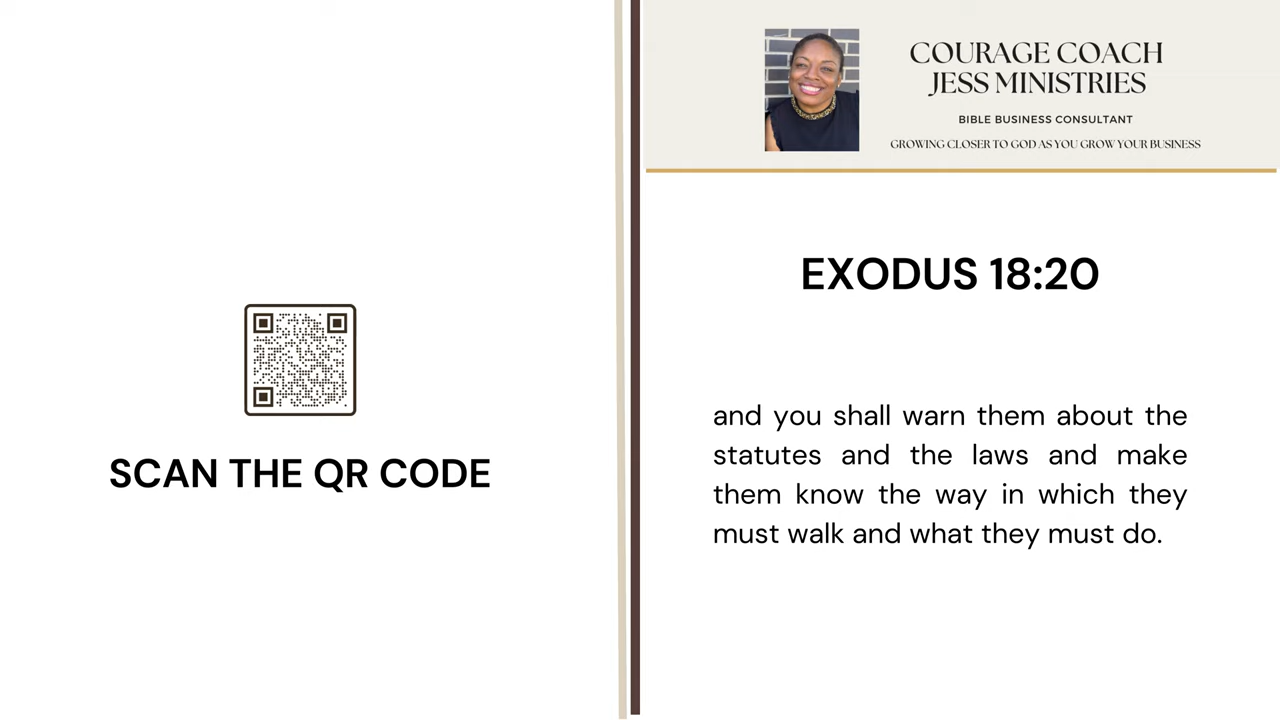 SCAN THE QR CODE
COURAGE COACH
JESS MINISTRIES
BIBLE BUSINESS CONSULTANT
GROWING CLOSER TO GOD AS YOU GROW YOUR BUSINESS
EXODUS 18:20
and you shall warn them about the
statutes and the laws and make
them know the way in which they
must walk and what they must do.